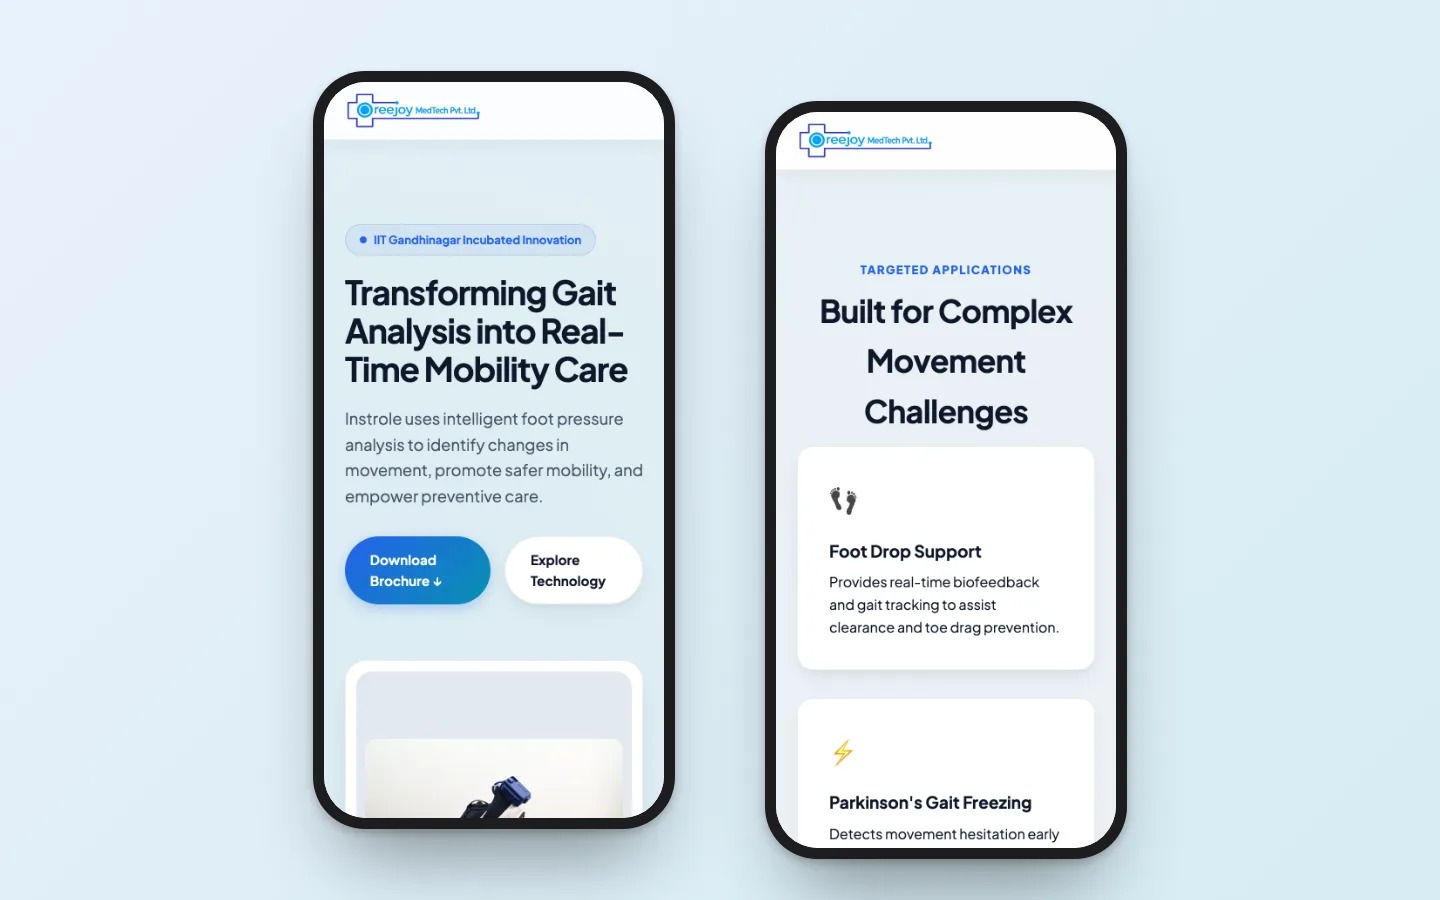 reejoy MedTech Pvt. Ltd.
IIT Gandhinagar Incubated Innovation
Transforming Gait
Analysis into Real-
Time Mobility Care
Instrole uses intelligent foot pressure
analysis to identify changes in
movement, promote safer mobility, and
empower preventive care.
Download
Brochure ↓
Explore
Technology
reejoy MedTech Pvt. Ltd.
TARGETED APPLICATIONS
Built for Complex
Movement
Challenges
Foot Drop Support
Provides real-time biofeedback
and gait tracking to assist
clearance and toe drag prevention.
Parkinson's Gait Freezing
Detects movement hesitation early